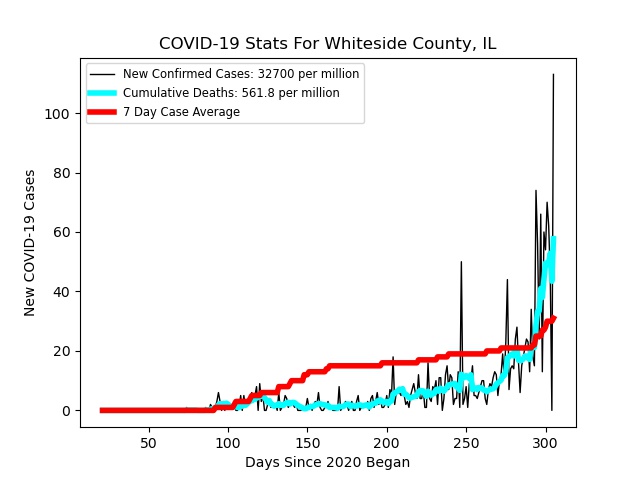 COVID-19 Stats For Whiteside County, IL
New Confirmed Cases: 32700 per million
Cumulative Deaths: 561.8 per million
7 Day Case Average
New COVID-19 Cases
100
80
60
40
20
0
50 100 150 200 250 300
Days Since 2020 Began